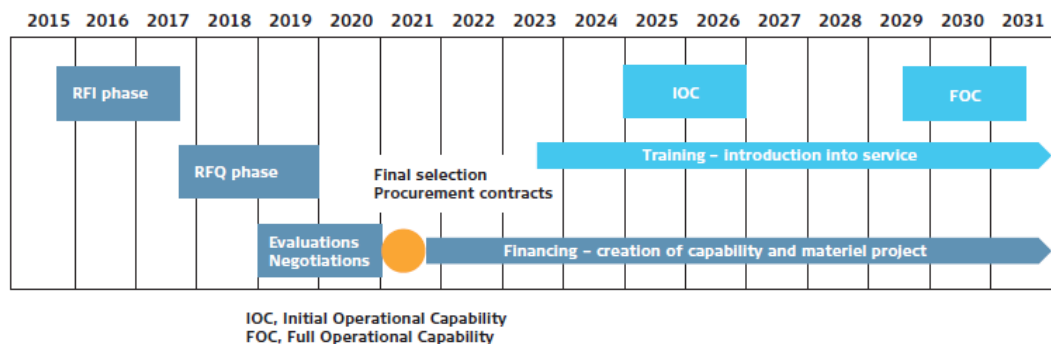 2015 2016 2017 2018 2019 2020 2021 2022 2023 2024 2025 2026 2027 2028 2029 2030 2031
RFI phase
IOC
FOC
Training – introduction into service
RFQ phase
Final selection
Procurement contracts
Evaluations
Negotiations
Financing – creation of capability and materiel project
IOC, Initial Operational Capability
FOC, Full Operational Capability